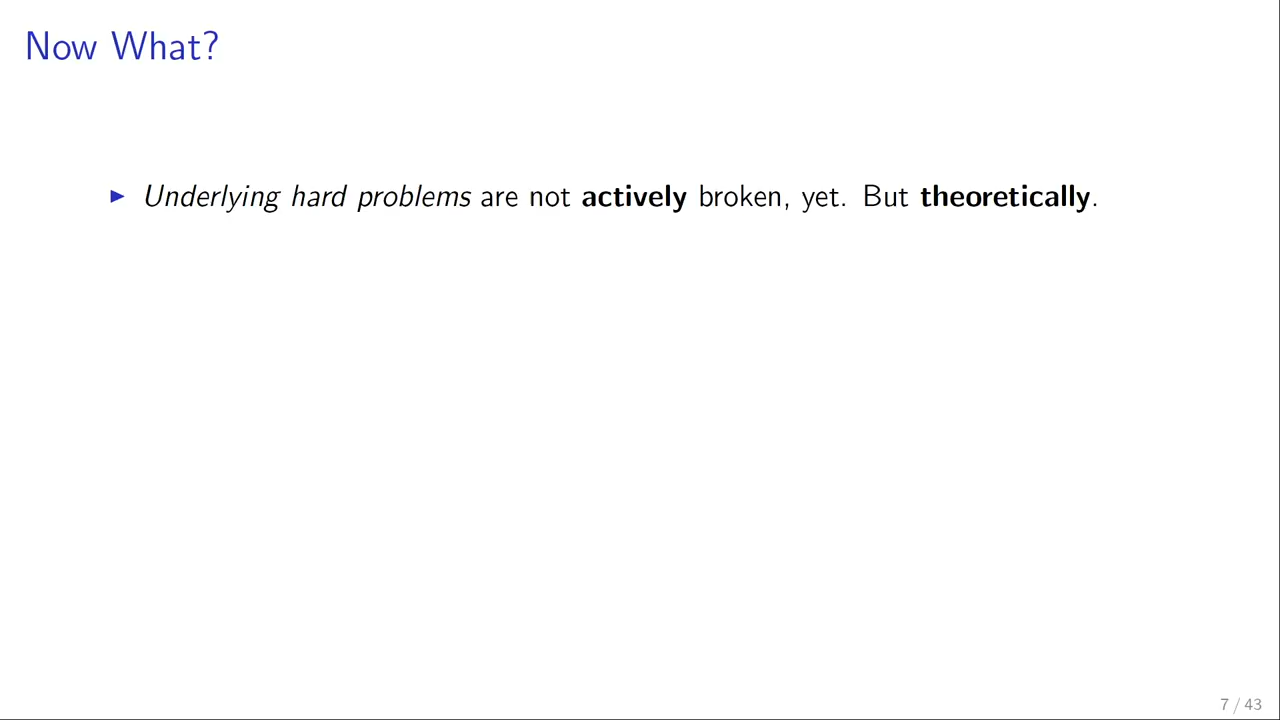 Now What?
▶ Underlying hard problems are not actively broken, yet. But theoretically.
7 / 43